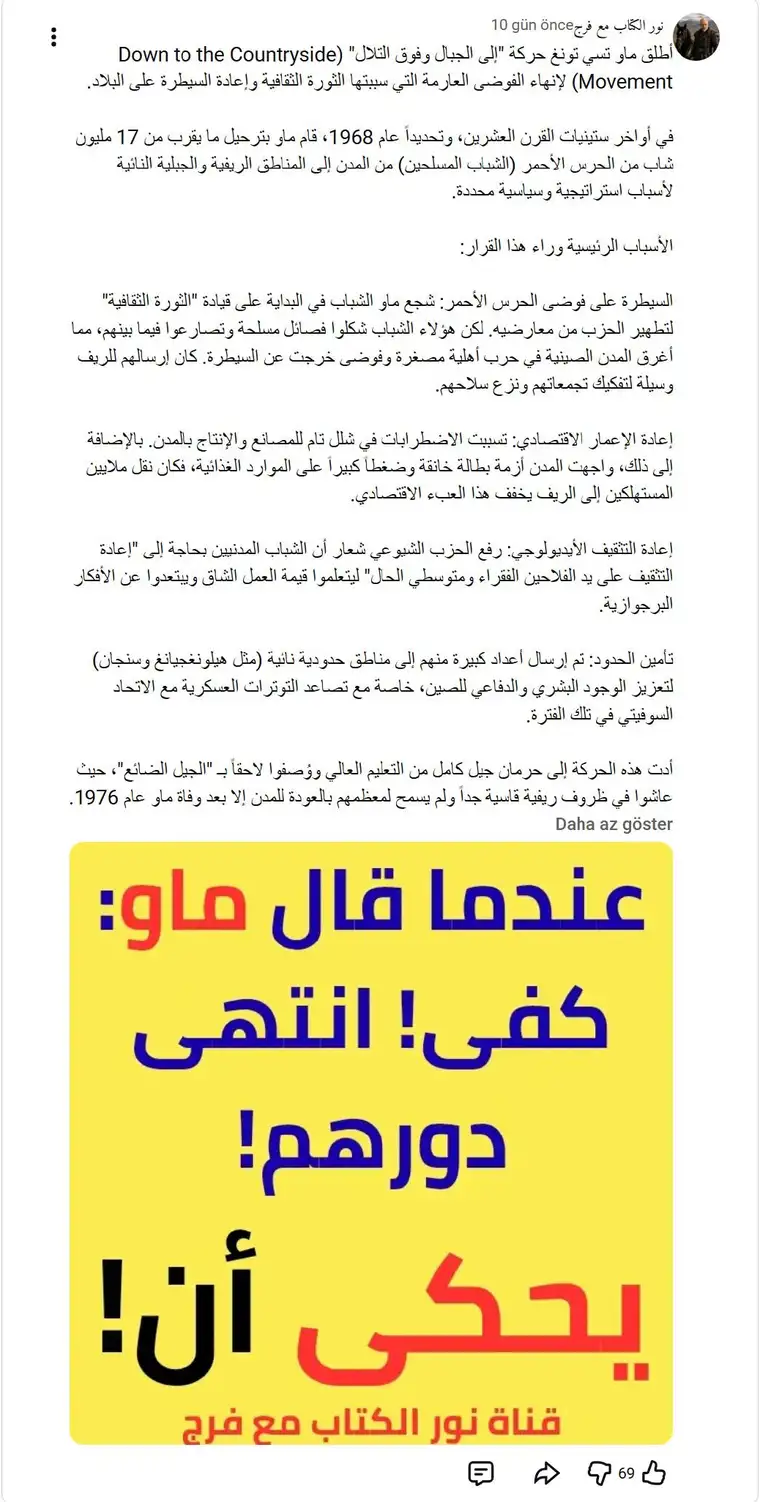 نور الكتاب مع فرج 10 gün önce
أطلق ماو تسي تونغ حركة "إلى الجبال وفوق التلال" (Down to the Countryside
Movement) لإنهاء الفوضى العارمة التي سببتها الثورة الثقافية وإعادة السيطرة على البلاد.
في أواخر ستينيات القرن العشرين، وتحديداً عام 1968، قام ماو بترحيل ما يقرب من 17 مليون
شاب من الحرس الأحمر (الشباب المسلحين) من المدن إلى المناطق الريفية والجبلية النائية
لأسباب استراتيجية وسياسية محددة.
الأسباب الرئيسية وراء هذا القرار:
السيطرة على فوضى الحرس الأحمر: شجع ماو الشباب في البداية على قيادة "الثورة الثقافية"
لتطهير الحزب من معارضيه. لكن هؤلاء الشباب شكلوا فصائل مسلحة وتصارعوا فيما بينهم، مما
أغرق المدن الصينية في حرب أهلية مصغرة وفوضى خرجت عن السيطرة. كان إرسالهم للريف
وسيلة لتفكيك تجمعاتهم ونزع سلاحهم.
إعادة الإعمار الاقتصادي: تسببت الاضطرابات في شلل تام للمصانع والإنتاج بالمدن. بالإضافة
إلى ذلك، واجهت المدن أزمة بطالة خانقة وضغطاً كبيراً على الموارد الغذائية، فكان نقل ملايين
المستهلكين إلى الريف يخفف هذا العبء الاقتصادي.
إعادة التثقيف الأيديولوجي: رفع الحزب الشيوعي شعار أن الشباب المدنيين بحاجة إلى "إعادة
التثقيف على يد الفلاحين الفقراء ومتوسطي الحال" ليتعلموا قيمة العمل الشاق ويبتعدوا عن الأفكار
البرجوازية.
تأمين الحدود: تم إرسال أعداد كبيرة منهم إلى مناطق حدودية نائية (مثل هيلونغجيانغ وسنجان)
لتعزيز الوجود البشري والدفاعي للصين، خاصة مع تصاعد التوترات العسكرية مع الاتحاد
السوفيتي في تلك الفترة.
أدت هذه الحركة إلى حرمان جيل كامل من التعليم العالي ووُصفوا لاحقاً بـ "الجيل الضائع"، حيث
عاشوا في ظروف ريفية قاسية جداً ولم يسمح لمعظمهم بالعودة للمدن إلا بعد وفاة ماو عام 1976.
Daha az göster
عندما قال ماو:
كفى! انتهى
دورهم!
يحكى أن!
قناة نور الكتاب مع فرج
69